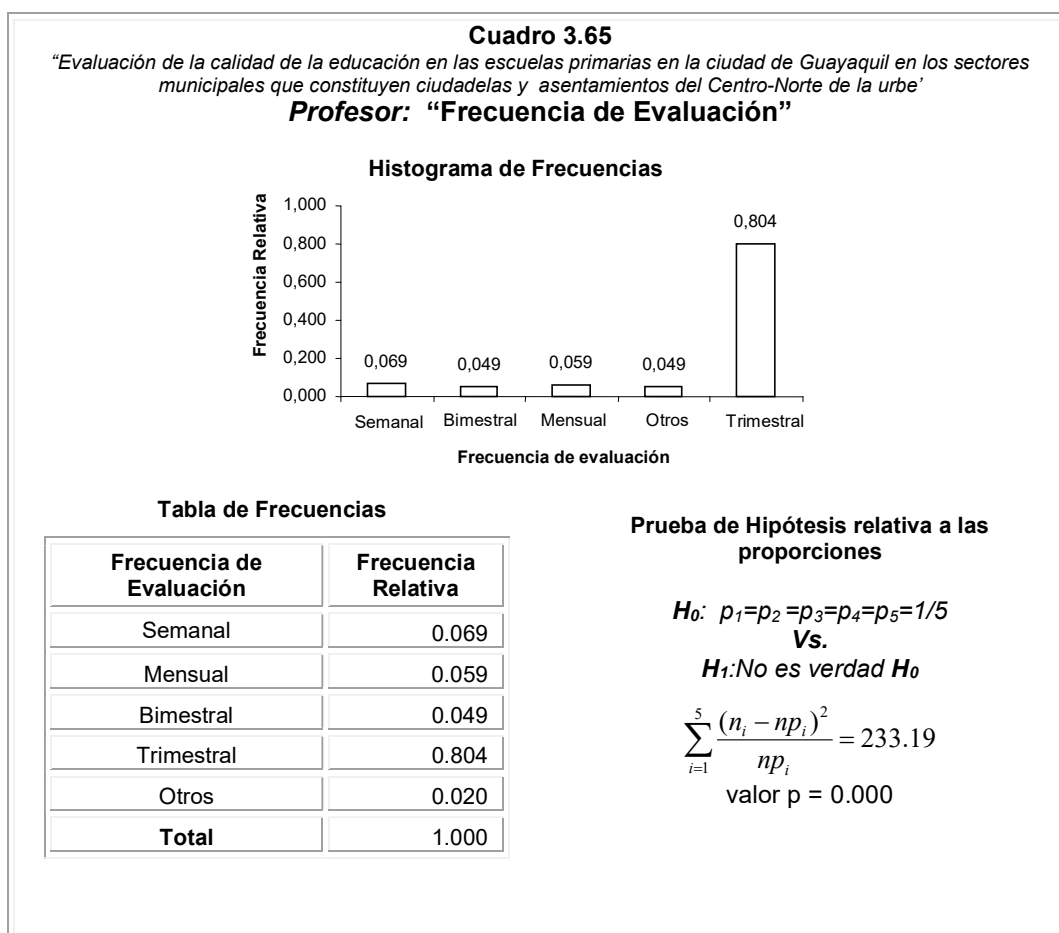 Cuadro 3.65
“Evaluación de la calidad de la educación en las escuelas primarias en la ciudad de Guayaquil en los sectores
municipales que constituyen ciudadelas y asentamientos del Centro-Norte de la urbe’
Profesor: “Frecuencia de Evaluación”
Histograma de Frecuencias
Frecuencia Relativa
1,000
0,800
0,600
0,400
0,200
0,000
0,069
0,049
0,059
0,049
0,804
Semanal
Bimestral
Mensual
Otros
Trimestral
Frecuencia de evaluación
Tabla de Frecuencias
Frecuencia de Evaluación Frecuencia Relativa
Semanal 0.069
Mensual 0.059
Bimestral 0.049
Trimestral 0.804
Otros 0.020
Total 1.000
Prueba de Hipótesis relativa a las
proporciones
H₀: p₁=p₂ =p₃=p₄=p₅=1/5
Vs.
H₁:No es verdad H₀
∑_{i=1}^{5} (n_i − np_i)² / np_i = 233.19
valor p = 0.000